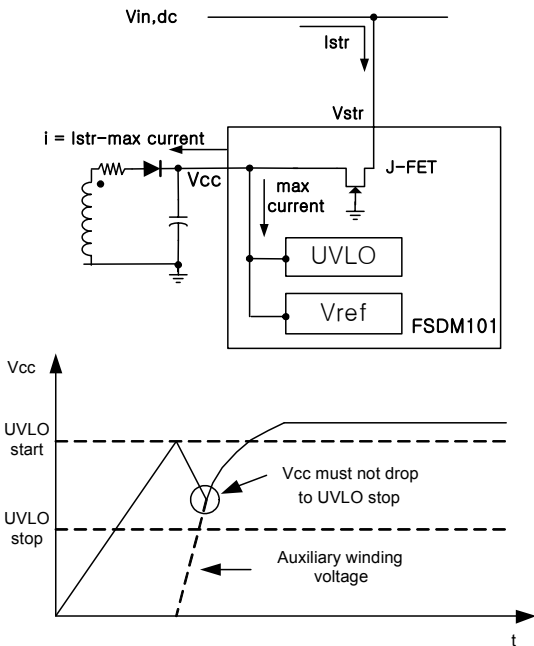 Vin,dc
Istr
Vstr
i = Istr-max current
J-FET
Vcc
max
current
UVLO
Vref
FSDM101
Vcc
UVLO
start
Vcc must not drop
to UVLO stop
UVLO
stop
Auxiliary winding
voltage
t